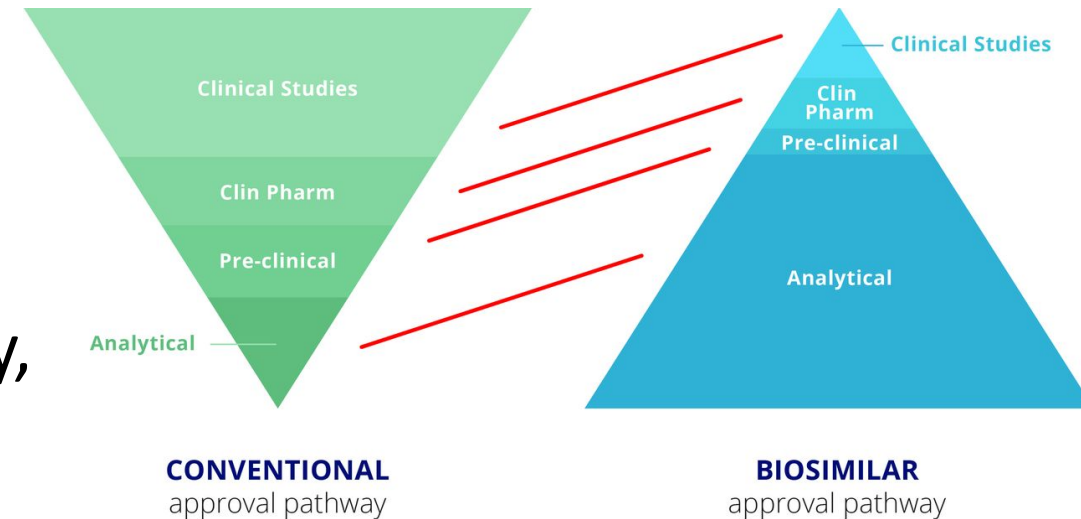 Clinical Studies
Clin Pharm
Pre-clinical
Analytical
y,
CONVENTIONAL
approval pathway
Clinical Studies
Clin
Pharm
Pre-clinical
Analytical
BIOSIMILAR
approval pathway